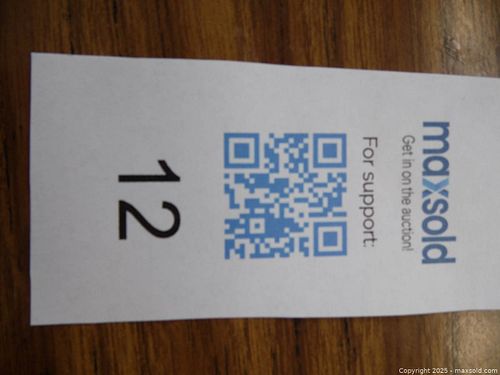 maxsold
Get in on the auction!
For support:
12
Copyright 2025 - maxsold.com